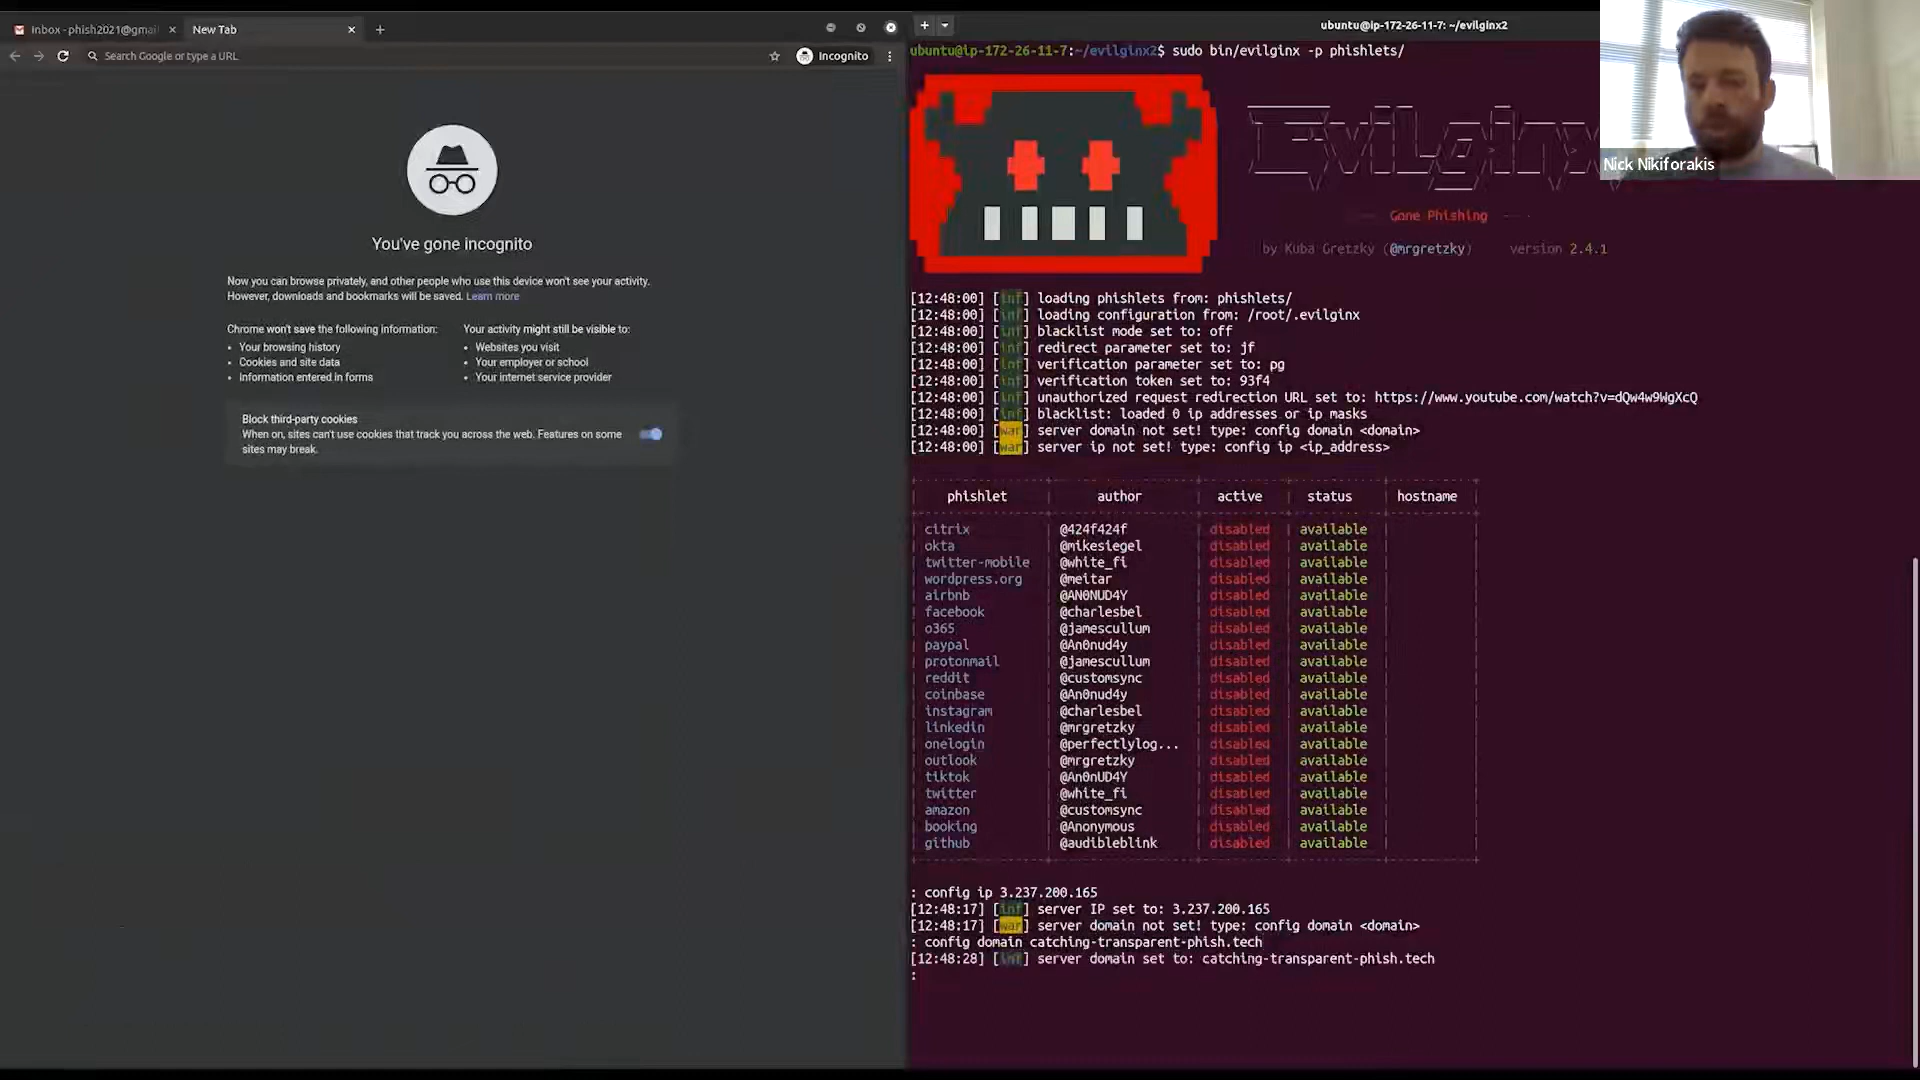 Inbox - phish2021@gmai
New Tab
Search Google or type a URL
Incognito
You've gone incognito
Now you can browse privately, and other people who use this device won't see your activity.
However, downloads and bookmarks will be saved. Learn more
Chrome won't save the following information:
Your browsing history
Cookies and site data
Information entered in forms
Your activity might still be visible to:
Websites you visit
Your employer or school
Your internet service provider
Block third-party cookies
When on, sites can't use cookies that track you across the web. Features on some
sites may break.
ubuntu@ip-172-26-11-7: ~/evilginx2
ubuntu@ip-172-26-11-7:~/evilginx2$ sudo bin/evilginx -p phishlets/
Evilginx
Nick Nikiforakis
Gone Phishing
by Kuba Gretzky (@mrgretzky) version 2.4.1
[12:48:00] [inf] loading phishlets from: phishlets/
[12:48:00] [inf] loading configuration from: /root/.evilginx
[12:48:00] [inf] blacklist mode set to: off
[12:48:00] [inf] redirect parameter set to: jf
[12:48:00] [inf] verification parameter set to: pg
[12:48:00] [inf] verification token set to: 93f4
[12:48:00] [inf] unauthorized request redirection URL set to: https://www.youtube.com/watch?v=dQw4w9WgXcQ
[12:48:00] [inf] blacklist: loaded 0 ip addresses or ip masks
[12:48:00] [war] server domain not set! type: config domain <domain>
[12:48:00] [war] server ip not set! type: config ip <ip_address>
phishlet author active status hostname
citrix @424f424f disabled available
okta @mikesiegel disabled available
twitter-mobile @white_fi disabled available
wordpress.org @meitar disabled available
airbnb @AN0NUD4Y disabled available
facebook @charlesbel disabled available
o365 @jamescullum disabled available
paypal @An0nud4y disabled available
protonmail @jamescullum disabled available
reddit @customsync disabled available
coinbase @An0nud4y disabled available
instagram @charlesbel disabled available
linkedin @mrgretzky disabled available
onelogin @perfectlylog... disabled available
outlook @mrgretzky disabled available
tiktok @An0nUD4Y disabled available
twitter @white_fi disabled available
amazon @customsync disabled available
booking @Anonymous disabled available
github @audibleblink disabled available
: config ip 3.237.200.165
[12:48:17] [inf] server IP set to: 3.237.200.165
[12:48:17] [war] server domain not set! type: config domain <domain>
: config domain catching-transparent-phish.tech
[12:48:28] [inf] server domain set to: catching-transparent-phish.tech
: